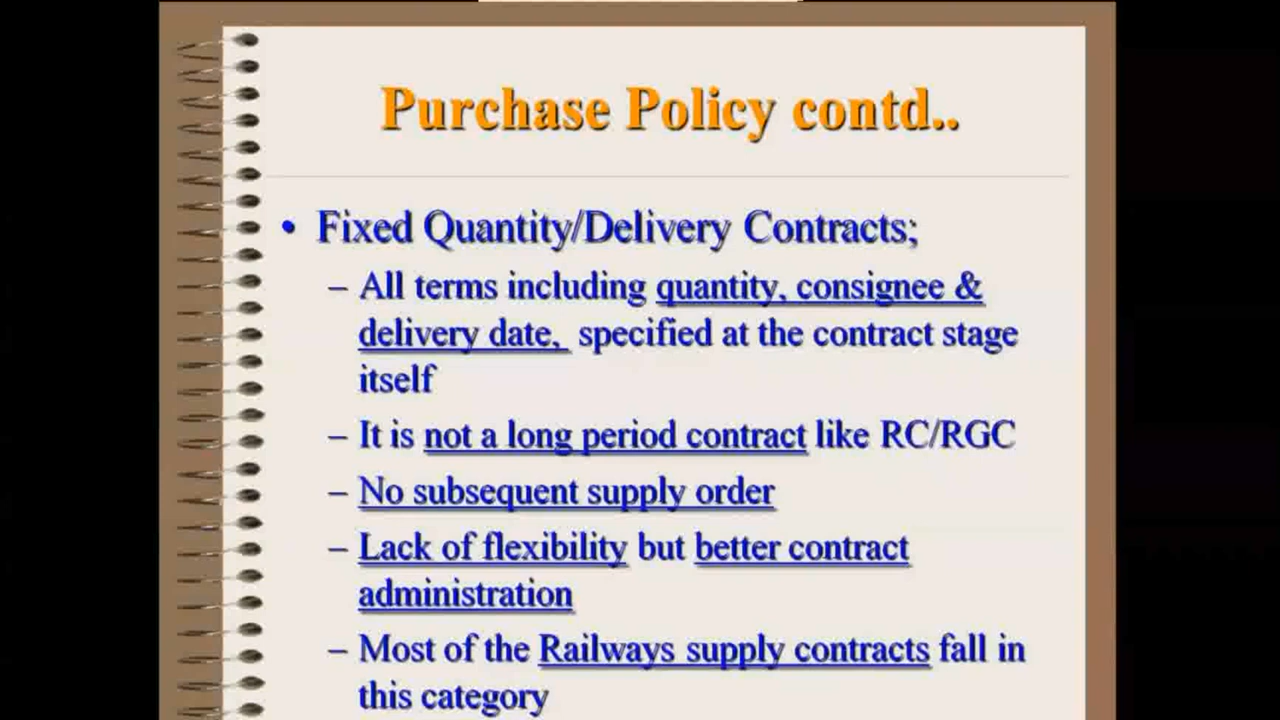 Purchase Policy contd..
• Fixed Quantity/Delivery Contracts;
– All terms including quantity, consignee &
delivery date, specified at the contract stage
itself
– It is not a long period contract like RC/RGC
– No subsequent supply order
– Lack of flexibility but better contract
administration
– Most of the Railways supply contracts fall in
this category